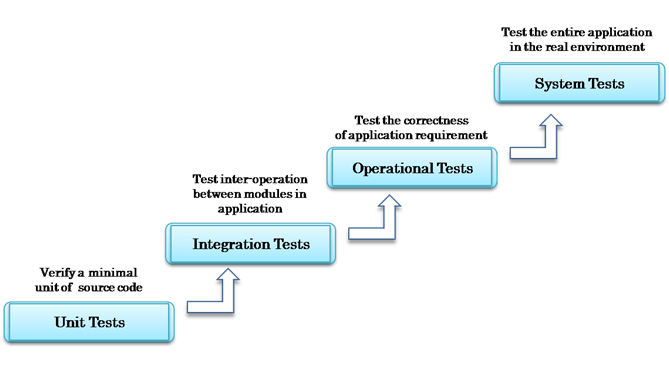 Test the entire application
in the real environment
System Tests
Test the correctness
of application requirement
Operational Tests
Test inter-operation
between modules in
application
Integration Tests
Verify a minimal
unit of source code
Unit Tests